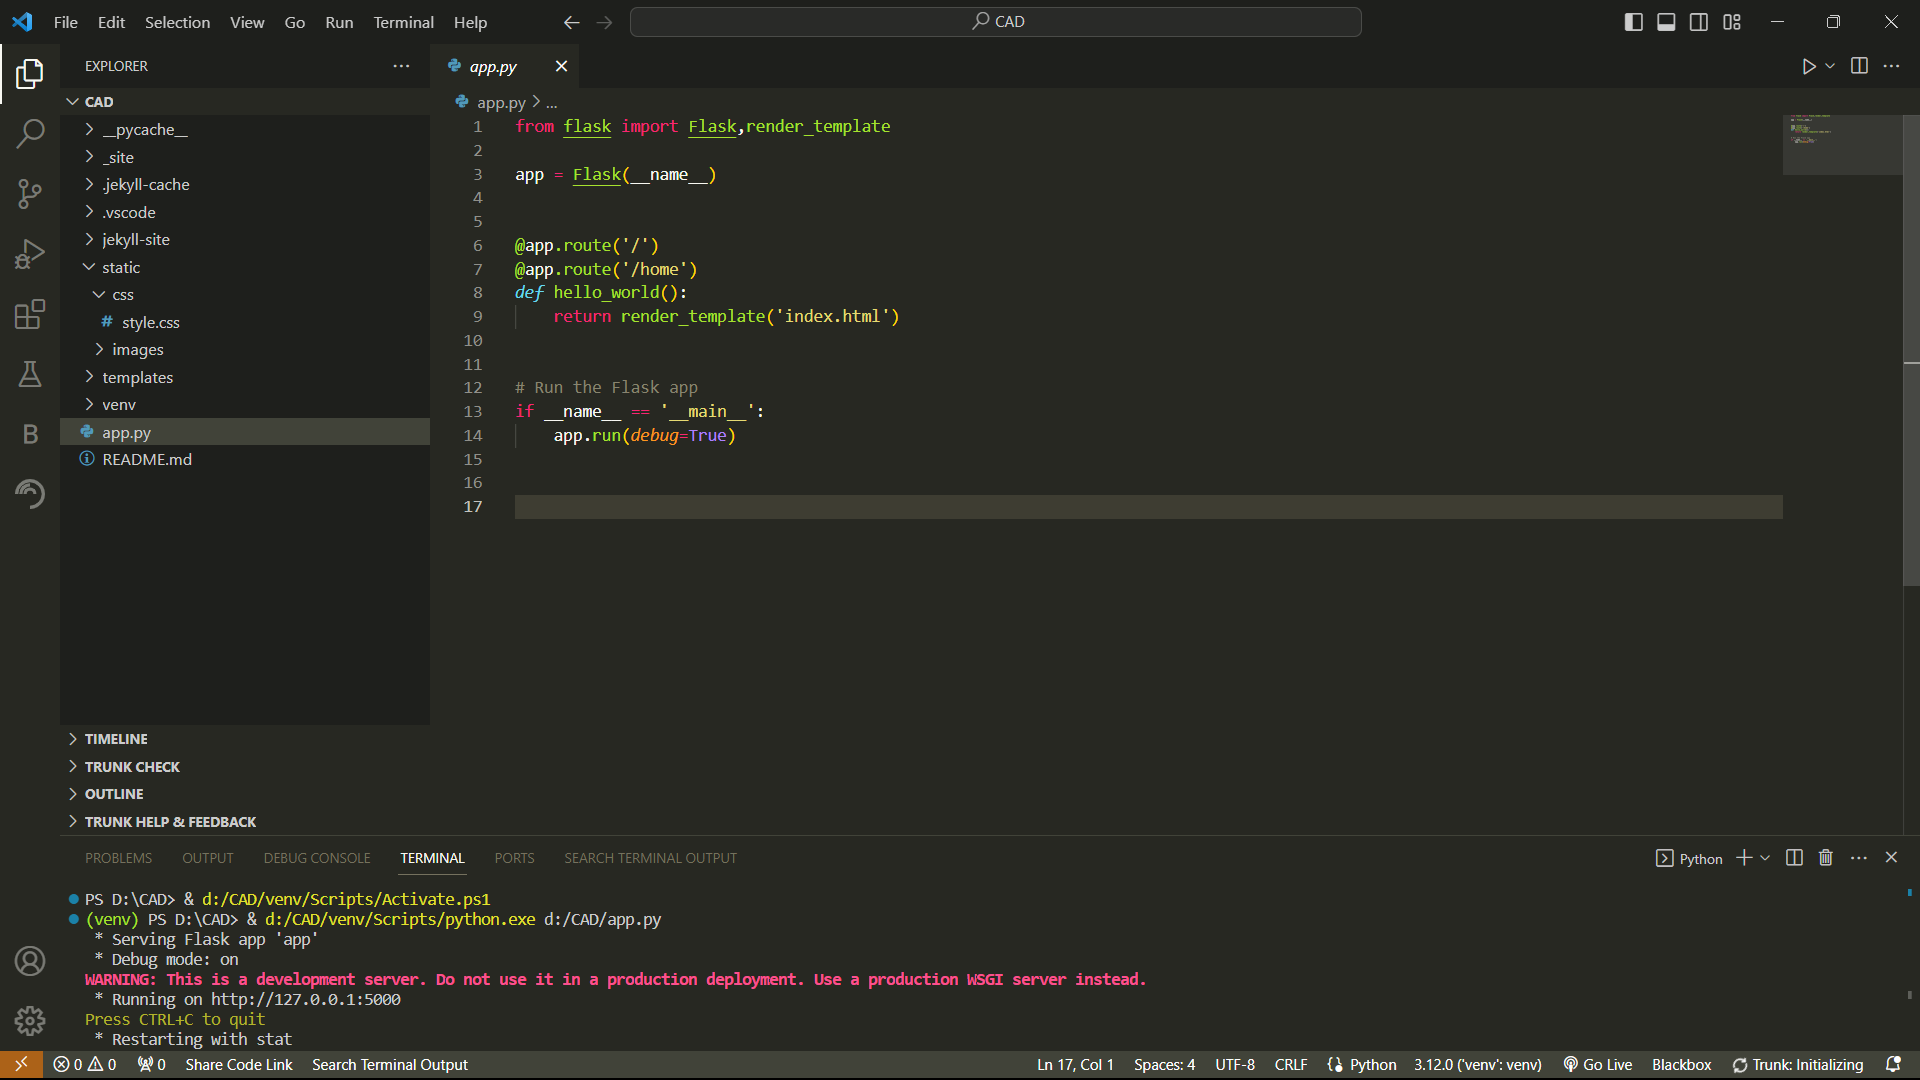 File Edit Selection View Go Run Terminal Help
CAD
EXPLORER
app.py
CAD
app.py > ...
__pycache__
_site
.jekyll-cache
.vscode
jekyll-site
static
css
# style.css
images
templates
venv
app.py
README.md
TIMELINE
TRUNK CHECK
OUTLINE
TRUNK HELP & FEEDBACK
1 from flask import Flask,render_template
2
3 app = Flask(__name__)
4
5
6 @app.route('/')
7 @app.route('/home')
8 def hello_world():
9 return render_template('index.html')
10
11
12 # Run the Flask app
13 if __name__ == '__main__':
14 app.run(debug=True)
15
16
17
PROBLEMS OUTPUT DEBUG CONSOLE TERMINAL PORTS SEARCH TERMINAL OUTPUT
Python
PS D:\CAD> & d:/CAD/venv/Scripts/Activate.ps1
(venv) PS D:\CAD> & d:/CAD/venv/Scripts/python.exe d:/CAD/app.py
* Serving Flask app 'app'
* Debug mode: on
WARNING: This is a development server. Do not use it in a production deployment. Use a production WSGI server instead.
* Running on http://127.0.0.1:5000
Press CTRL+C to quit
* Restarting with stat
0 0 0 Share Code Link Search Terminal Output Ln 17, Col 1 Spaces: 4 UTF-8 CRLF Python 3.12.0 ('venv': venv) Go Live Blackbox Trunk: Initializing